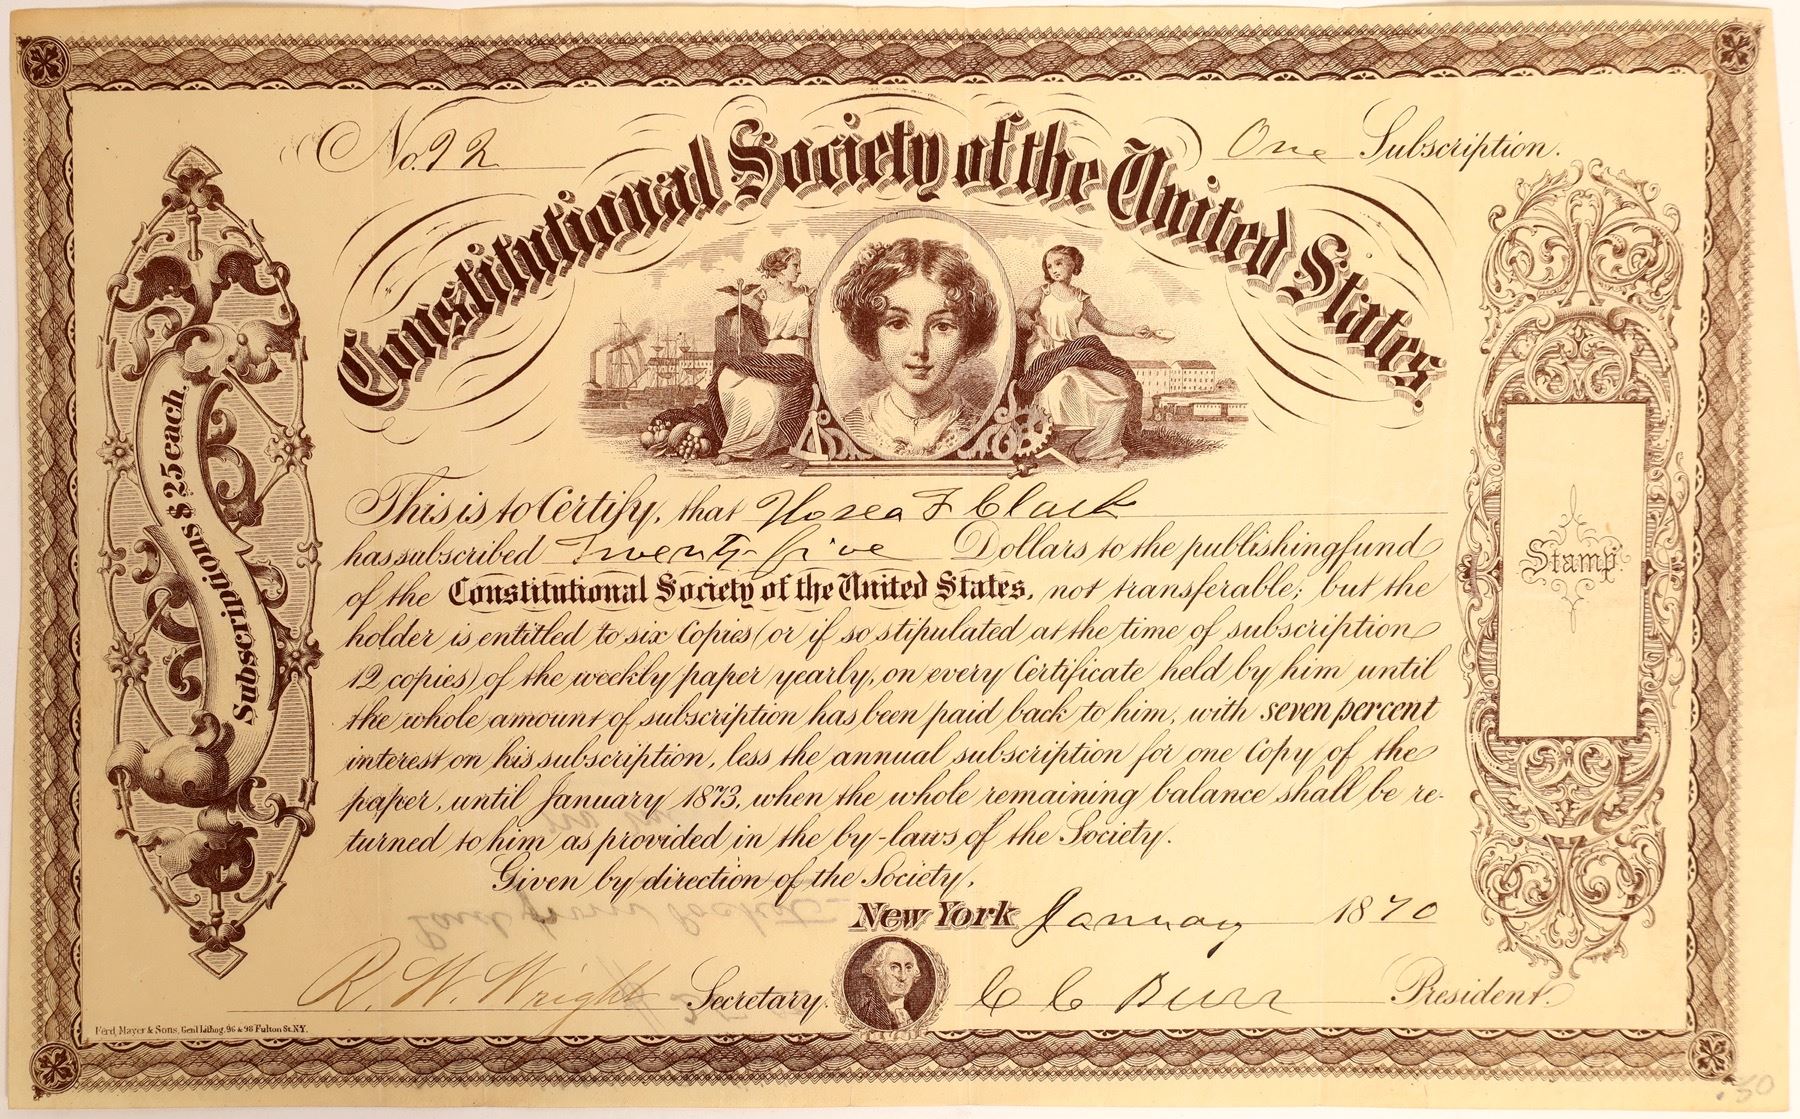 No. 92
One Subscription.
Constitutional Society of the United States
Subscriptions $25 each.
This is to Certify, that Hosea F Clark
has subscribed Twenty-five Dollars to the publishing fund
of the Constitutional Society of the United States, not transferable; but the
holder is entitled to six Copies (or if so stipulated at the time of subscription
12 copies) of the weekly paper yearly, on every Certificate held by him until
the whole amount of subscription has been paid back to him, with seven percent
interest on his subscription, less the annual subscription for one Copy of the
paper, until January 1873, when the whole remaining balance shall be re-
turned to him as provided in the by-laws of the Society.
Given by direction of the Society,
New York January 1870
Stamp
R. W. Wright Secretary.
C C Burr President.
Ferd. Mayer & Sons, Genl Lithog. 96 & 98 Fulton St. N.Y.
.50